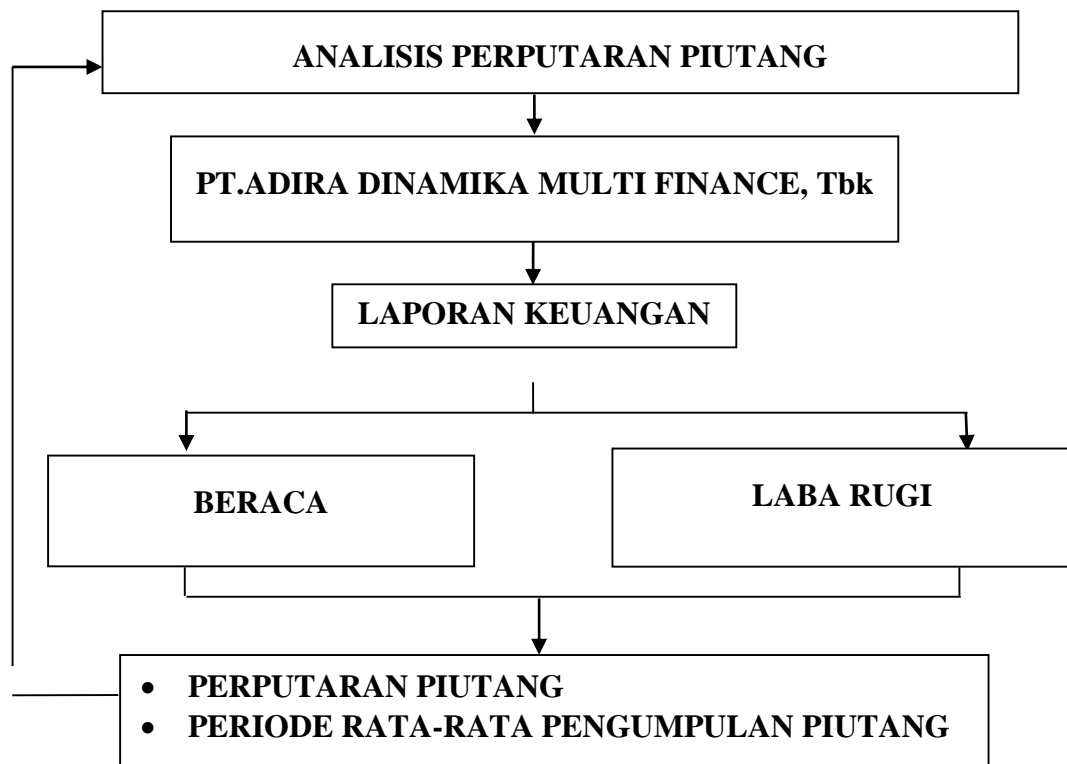 ANALISIS PERPUTARAN PIUTANG
PT.ADIRA DINAMIKA MULTI FINANCE, Tbk
LAPORAN KEUANGAN
BERACA
LABA RUGI
• PERPUTARAN PIUTANG
• PERIODE RATA-RATA PENGUMPULAN PIUTANG